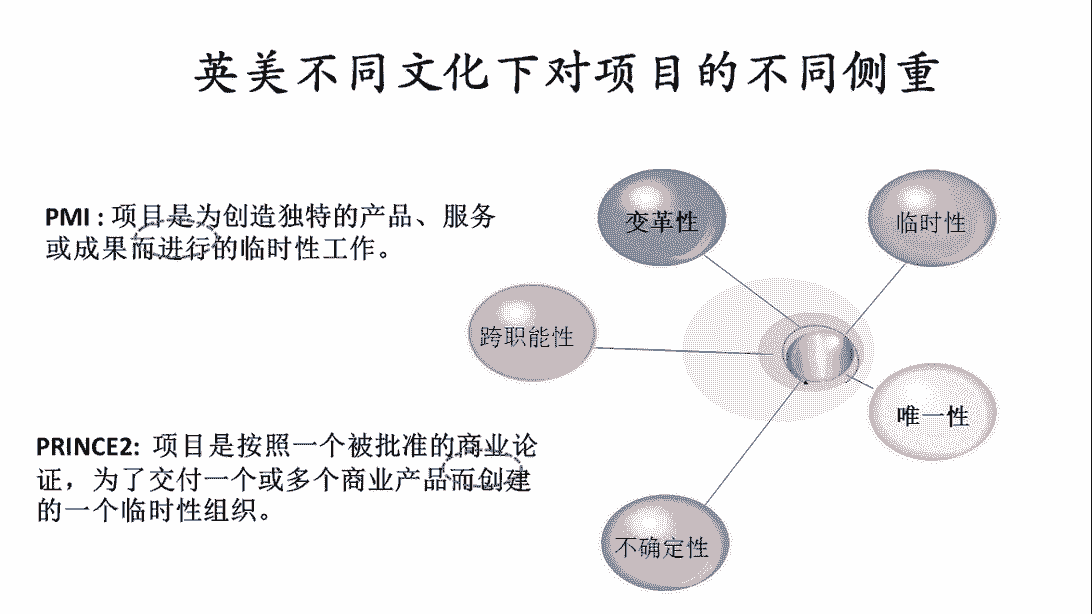 英美不同文化下对项目的不同侧重
PMI : 项目是为创造独特的产品、服务
或成果而进行的临时性工作。
PRINCE2: 项目是按照一个被批准的商业论
证，为了交付一个或多个商业产品而创建
的一个临时性组织。
变革性
临时性
跨职能性
唯一性
不确定性